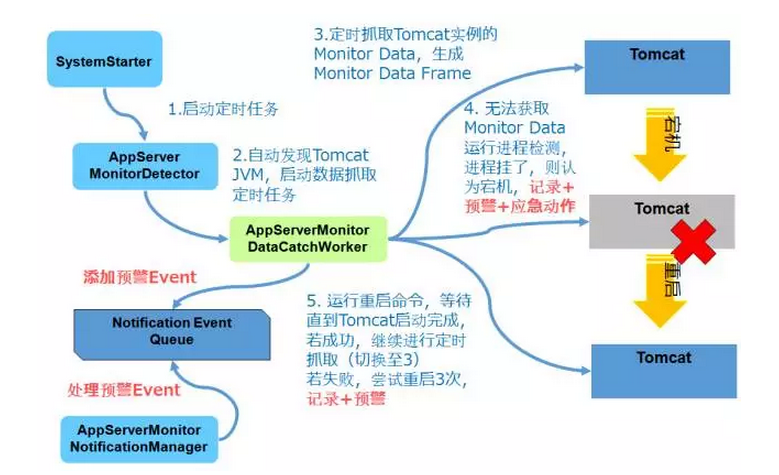 SystemStarter
1.启动定时任务
AppServer
MonitorDetector
2.自动发现Tomcat
JVM，启动数据抓取
定时任务
3.定时抓取Tomcat实例的
Monitor Data，生成
Monitor Data Frame
Tomcat
宕机
4. 无法获取
Monitor Data
运行进程检测，
进程挂了，则认
为宕机，记录+
预警+应急动作
Tomcat
重启
AppServerMonitor
DataCatchWorker
添加预警Event
Notification Event
Queue
5. 运行重启命令，等待
直到Tomcat启动完成，
若成功，继续进行定时
抓取（切换至3）
若失败，尝试重启3次，
记录+预警
Tomcat
处理预警Event
AppServerMonitor
NotificationManager